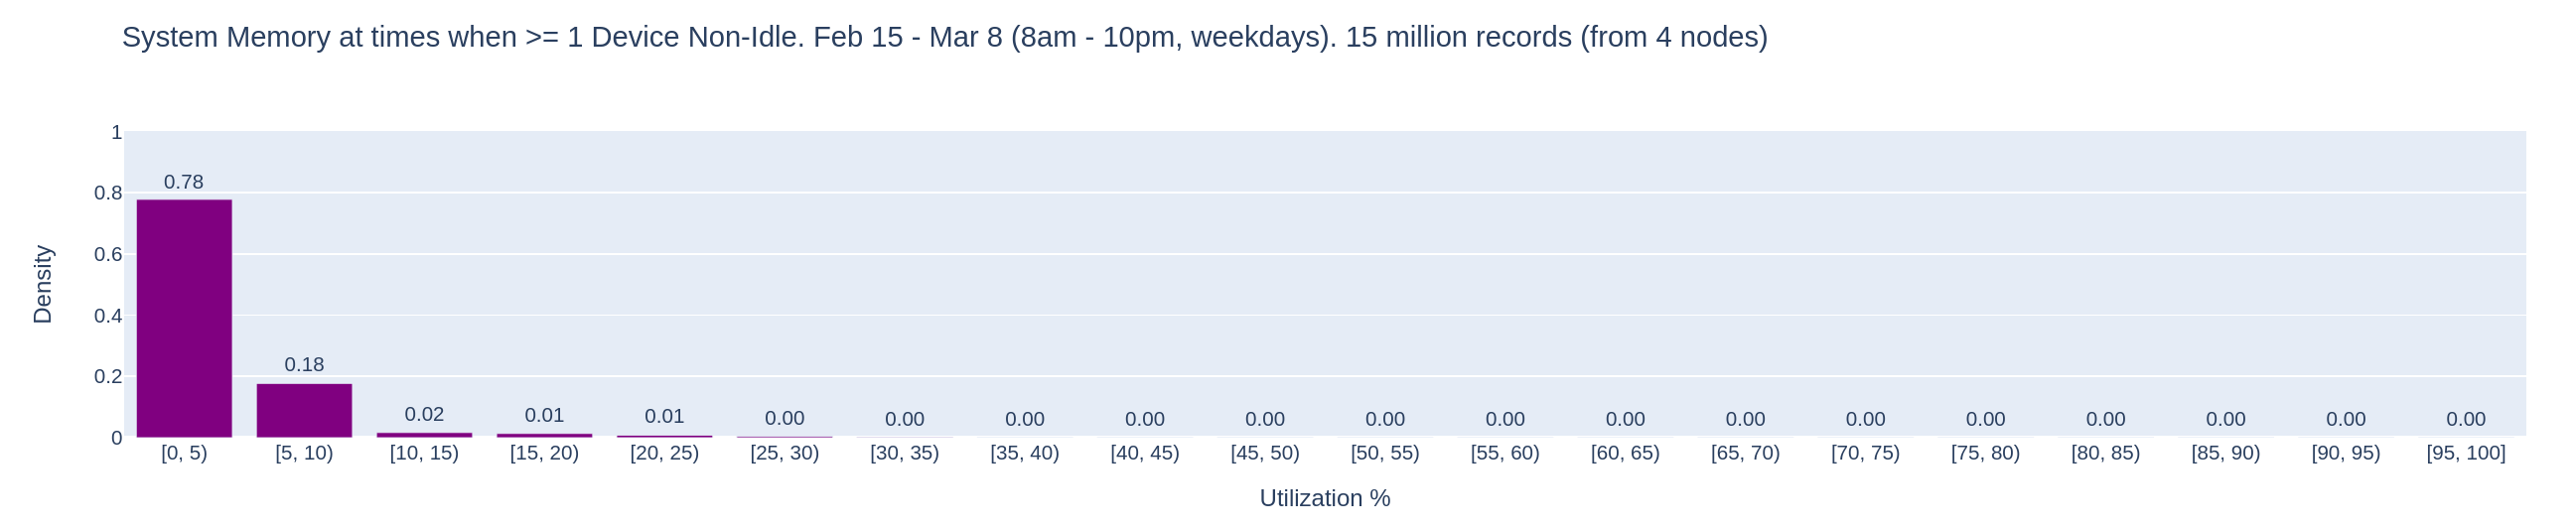 System Memory at times when >= 1 Device Non-Idle. Feb 15 - Mar 8 (8am - 10pm, weekdays). 15 million records (from 4 nodes)
1
0.8
0.6
0.4
0.2
0
Density
0.78 0.18 0.02 0.01 0.01 0.00 0.00 0.00 0.00 0.00 0.00 0.00 0.00 0.00 0.00 0.00 0.00 0.00 0.00 0.00
[0, 5) [5, 10) [10, 15) [15, 20) [20, 25) [25, 30) [30, 35) [35, 40) [40, 45) [45, 50) [50, 55) [55, 60) [60, 65) [65, 70) [70, 75) [75, 80) [80, 85) [85, 90) [90, 95) [95, 100]
Utilization %